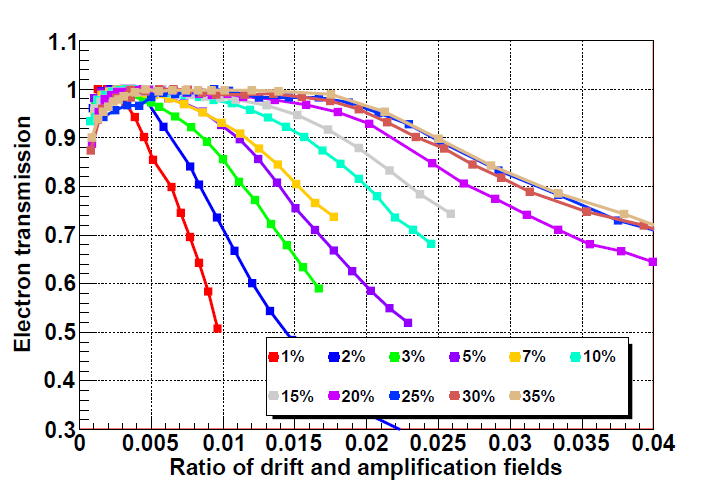 1.1
1
0.9
0.8
0.7
0.6
0.5
0.4
0.3
Electron transmission
1% 2% 3% 5% 7% 10%
15% 20% 25% 30% 35%
0 0.005 0.01 0.015 0.02 0.025 0.03 0.035 0.04
Ratio of drift and amplification fields